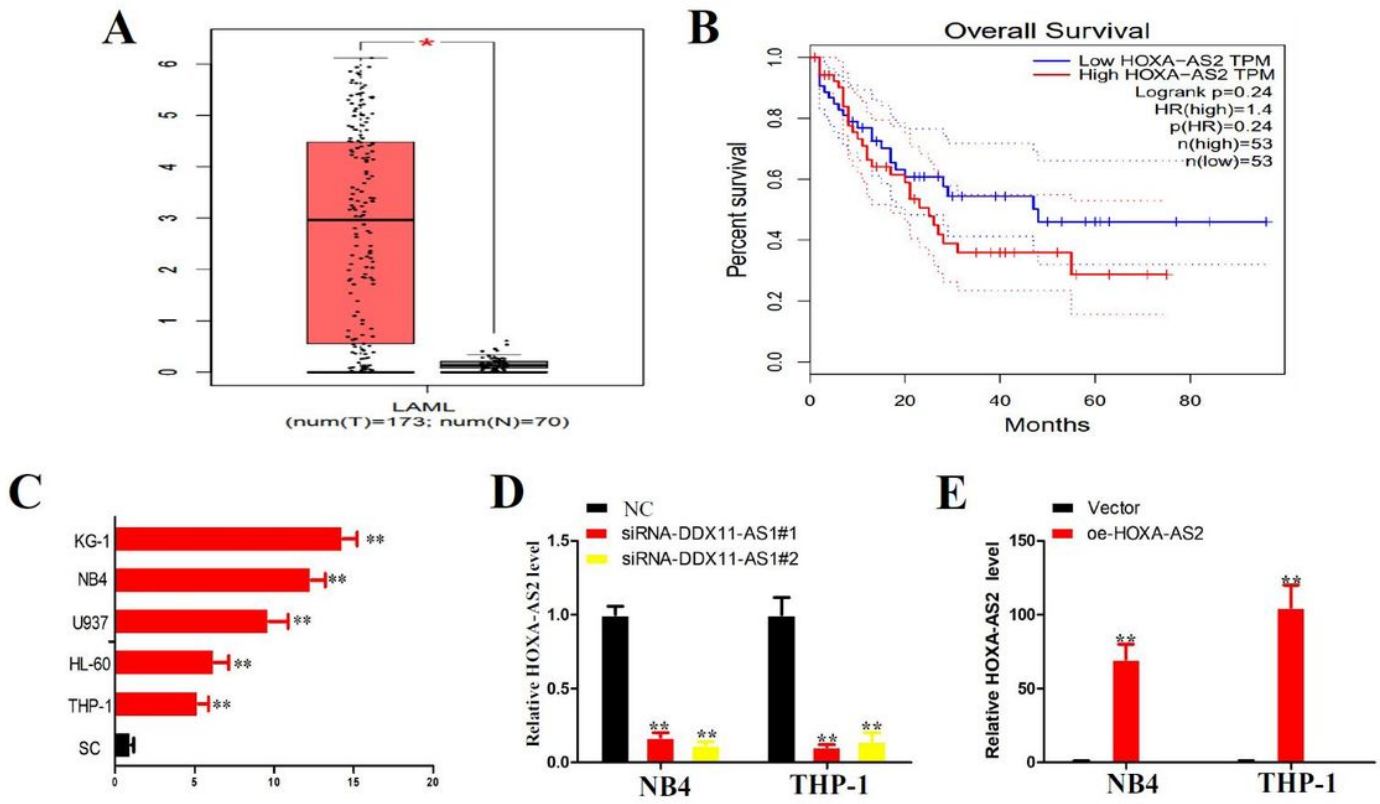 A
*
6
5
4
3
2
1
0
LAML
(num(T)=173; num(N)=70)
B
Overall Survival
Low HOXA−AS2 TPM
High HOXA−AS2 TPM
Logrank p=0.24
HR(high)=1.4
p(HR)=0.24
n(high)=53
n(low)=53
Percent survival
1.0
0.8
0.6
0.4
0.2
0.0
0 20 40 60 80
Months
C
KG-1 **
NB4 **
U937 **
HL-60 **
THP-1 **
SC
0 5 10 15 20
D
NC
siRNA-DDX11-AS1#1
siRNA-DDX11-AS1#2
Relative HOXA-AS2 level
1.5
1.0
0.5
0.0
** ** ** **
NB4 THP-1
E
Vector
oe-HOXA-AS2
Relative HOXA-AS2 level
150
100
50
0
** **
NB4 THP-1